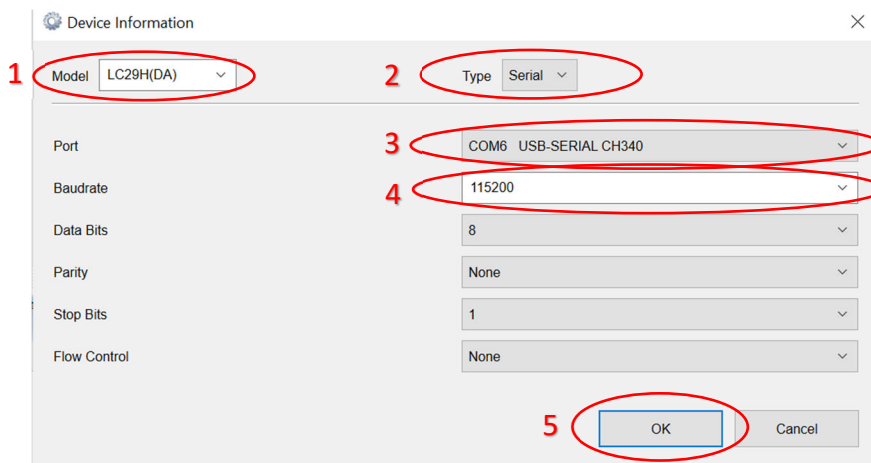 Device Information
1 Model LC29H(DA) 2 Type Serial
Port 3 COM6 USB-SERIAL CH340
Baudrate 4 115200
Data Bits 8
Parity None
Stop Bits 1
Flow Control None
5 OK Cancel